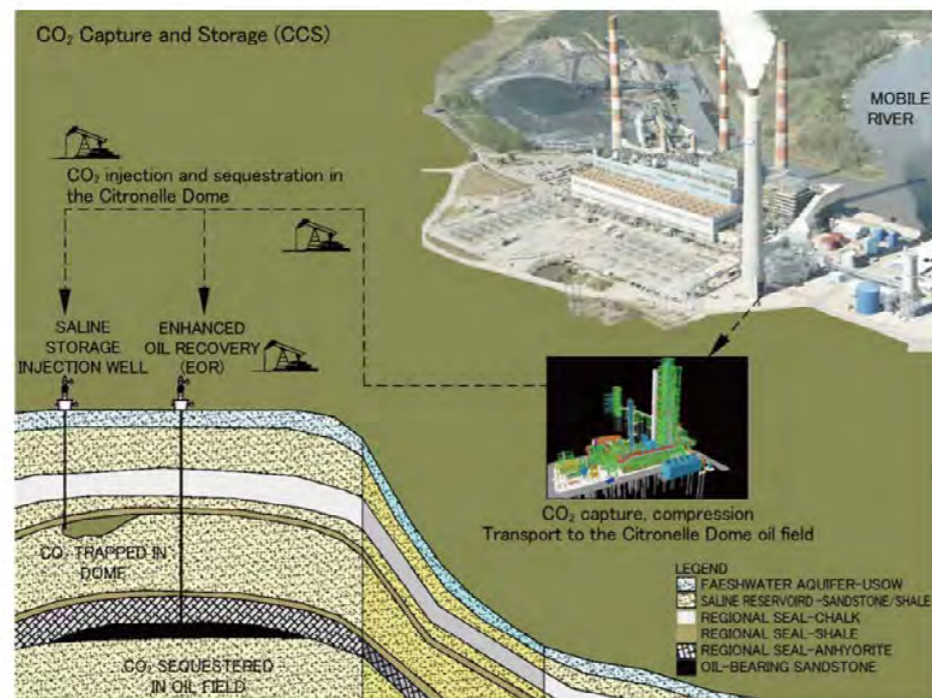 CO₂ Capture and Storage (CCS)
MOBILE
RIVER
CO₂ injection and sequestration in
the Citronelle Dome
SALINE
STORAGE
INJECTION WELL
ENHANCED
OIL RECOVERY
(EOR)
CO₂ capture, compression
Transport to the Citronelle Dome oil field
CO₂ TRAPPED IN
DOME
CO₂ SEQUESTERED
IN OIL FIELD
LEGEND
FAESHWATER AQUIFER-USOW
SALINE RESERVOIRD-SANDSTONE/SHALE
REGIONAL SEAL-CHALK
REGIONAL SEAL-SHALE
REGIONAL SEAL-ANHYORITE
OIL-BEARING SANDSTONE